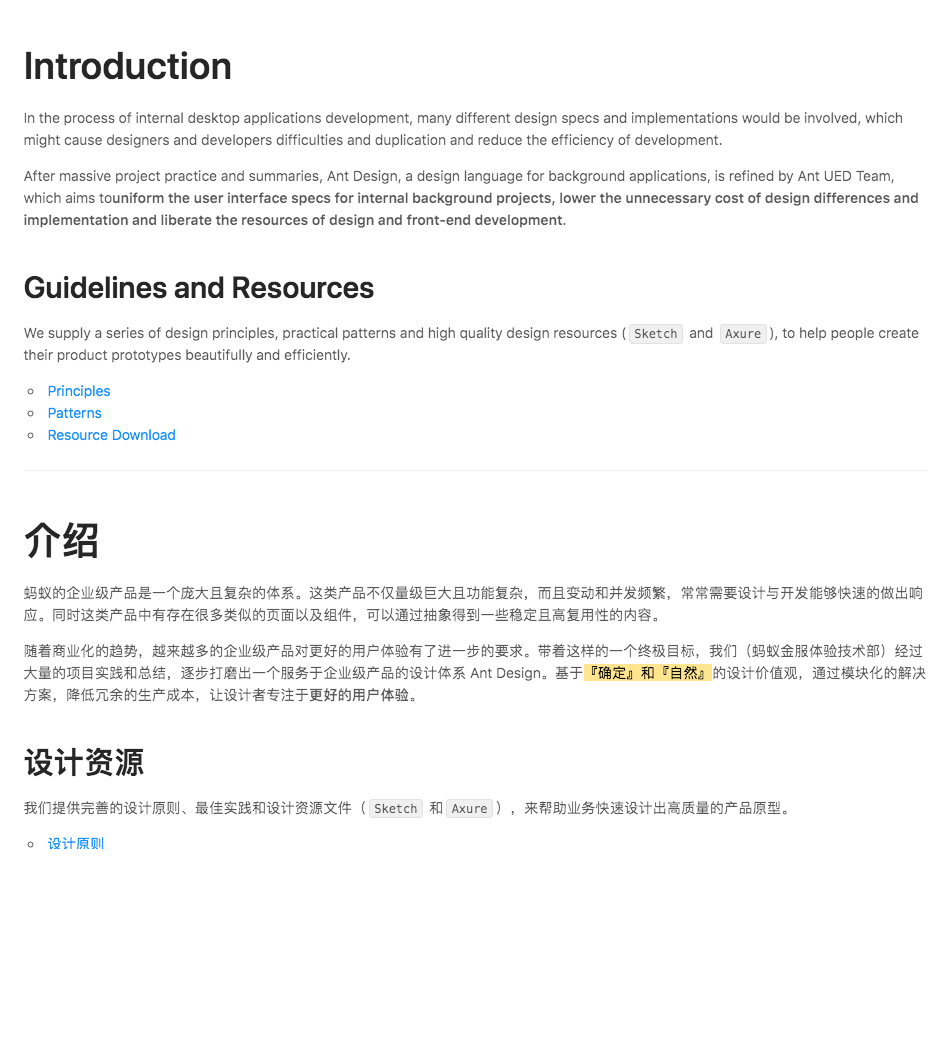 Introduction
In the process of internal desktop applications development, many different design specs and implementations would be involved, which
might cause designers and developers difficulties and duplication and reduce the efficiency of development.
After massive project practice and summaries, Ant Design, a design language for background applications, is refined by Ant UED Team,
which aims touniform the user interface specs for internal background projects, lower the unnecessary cost of design differences and
implementation and liberate the resources of design and front-end development.
Guidelines and Resources
We supply a series of design principles, practical patterns and high quality design resources ( Sketch and Axure ), to help people create
their product prototypes beautifully and efficiently.
Principles
Patterns
Resource Download
介绍
蚂蚁的企业级产品是一个庞大且复杂的体系。这类产品不仅量级巨大且功能复杂，而且变动和并发频繁，常常需要设计与开发能够快速的做出响
应。同时这类产品中有存在很多类似的页面以及组件，可以通过抽象得到一些稳定且高复用性的内容。
随着商业化的趋势，越来越多的企业级产品对更好的用户体验有了进一步的要求。带着这样的一个终极目标，我们（蚂蚁金服体验技术部）经过
大量的项目实践和总结，逐步打磨出一个服务于企业级产品的设计体系 Ant Design。基于『确定』和『自然』的设计价值观，通过模块化的解决
方案，降低冗余的生产成本，让设计者专注于更好的用户体验。
设计资源
我们提供完善的设计原则、最佳实践和设计资源文件（ Sketch 和 Axure ），来帮助业务快速设计出高质量的产品原型。
设计原则